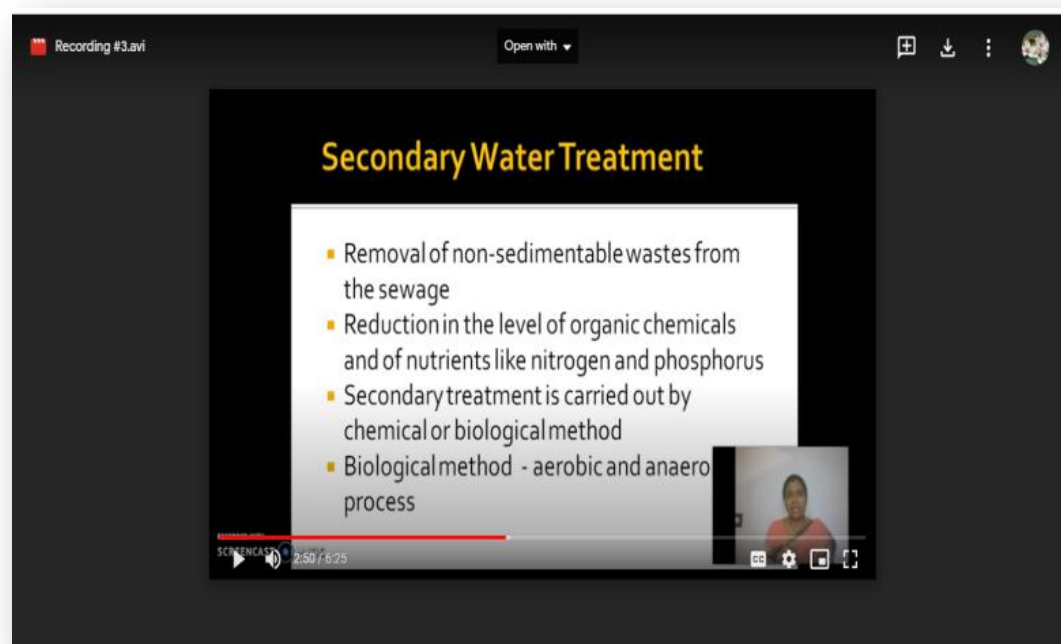 Recording #3.avi
Open with
Secondary Water Treatment
Removal of non-sedimentable wastes from
the sewage
Reduction in the level of organic chemicals
and of nutrients like nitrogen and phosphorus
Secondary treatment is carried out by
chemical or biological method
Biological method - aerobic and anaero
process
2:50 / 6:25
CC